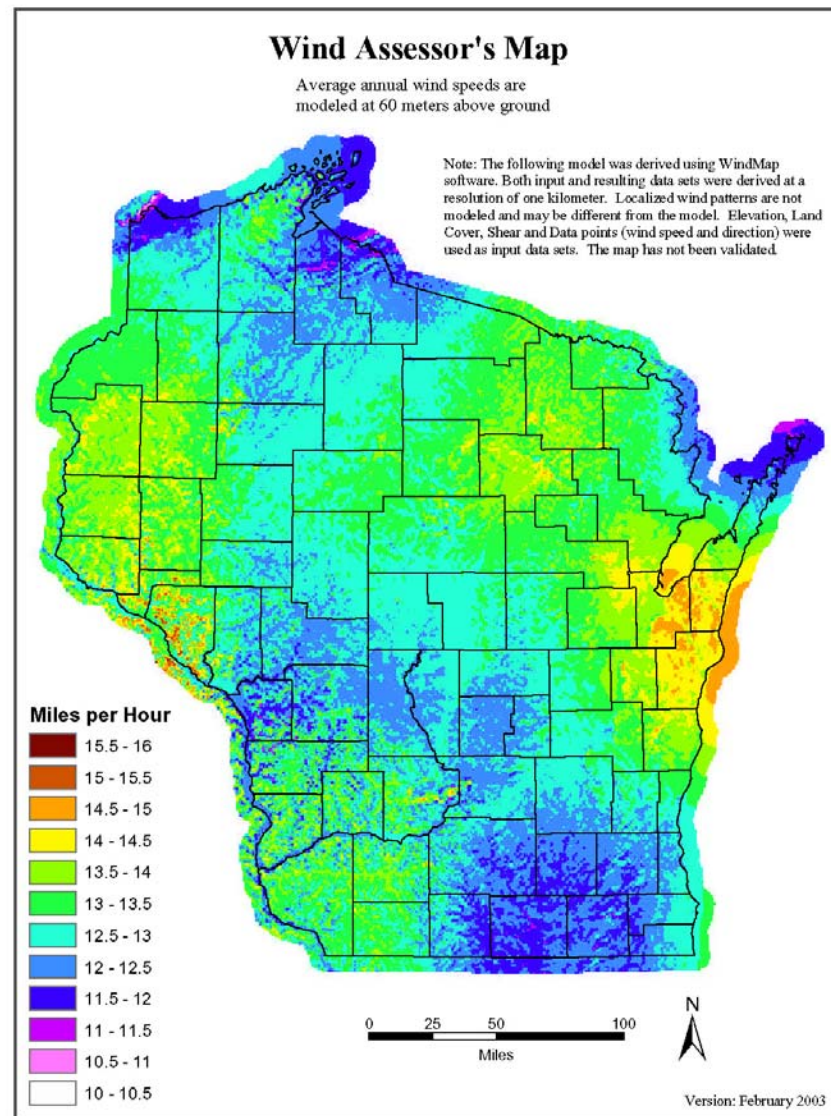 Wind Assessor's Map
Average annual wind speeds are
modeled at 60 meters above ground
Note: The following model was derived using WindMap
software. Both input and resulting data sets were derived at a
resolution of one kilometer. Localized wind patterns are not
modeled and may be different from the model. Elevation, Land
Cover, Shear and Data points (wind speed and direction) were
used as input data sets. The map has not been validated.
Miles per Hour
15.5 - 16
15 - 15.5
14.5 - 15
14 - 14.5
13.5 - 14
13 - 13.5
12.5 - 13
12 - 12.5
11.5 - 12
11 - 11.5
10.5 - 11
10 - 10.5
0 25 50 100
Miles
N
Version: February 2003